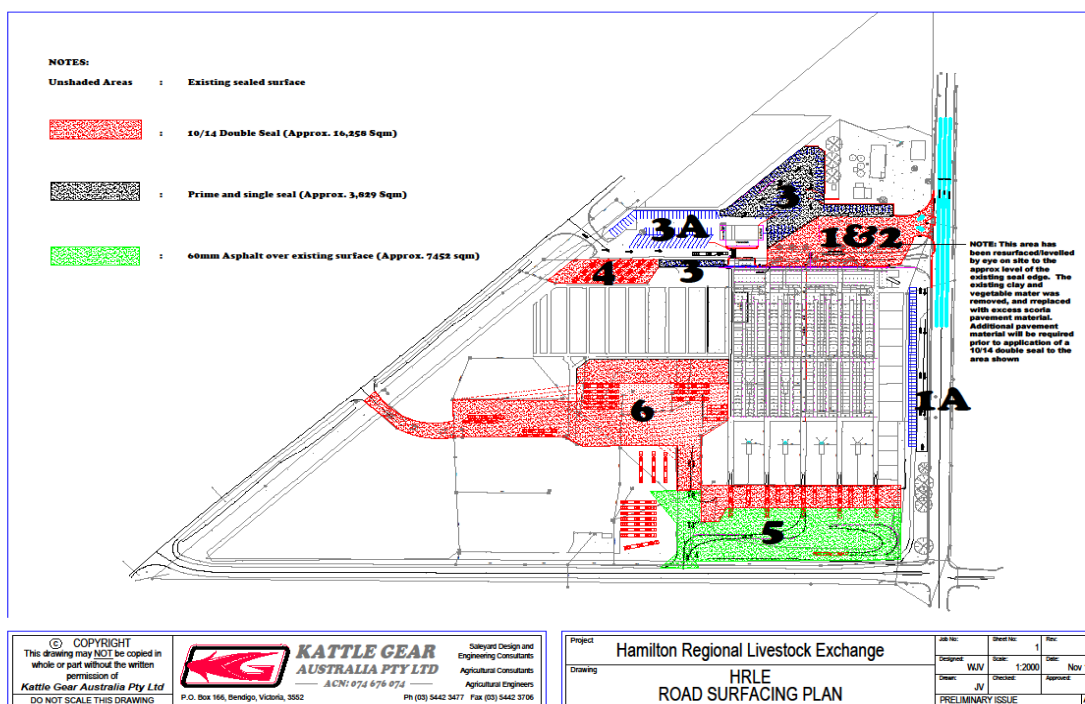 NOTES:
Unshaded Areas : Existing sealed surface
: 10/14 Double Seal (Approx. 16,258 Sqm)
: Prime and single seal (Approx. 3,829 Sqm)
: 60mm Asphalt over existing surface (Approx. 7452 sqm)
3
3A
1&2
4
3
NOTE: This area has
been resurfaced/levelled
by eye on site to the
approx level of the
existing seal edge. The
existing clay and
vegetable mater was
removed, and rreplaced
with excess scoria
pavement material.
Additional pavement
material will be required
prior to application of a
10/14 double seal to the
area shown
1A
6
5
© COPYRIGHT
This drawing may NOT be copied in
whole or part without the written
permission of
Kattle Gear Australia Pty Ltd
DO NOT SCALE THIS DRAWING
KATTLE GEAR
AUSTRALIA PTY LTD
ACN: 074 676 074
P.O. Box 166, Bendigo, Victoria, 3552
Saleyard Design and
Engineering Consultants
Agricultural Consultants
Agricultural Engineers
Ph (03) 5442 3477 Fax (03) 5442 3706
Project
Hamilton Regional Livestock Exchange
Drawing
HRLE
ROAD SURFACING PLAN
Job No:
Sheet No:
1
Rev:
Designed:
WJV
Scale:
1:2000
Date:
Nov
Drawn:
JV
Checked:
Approved:
PRELIMINARY ISSUE